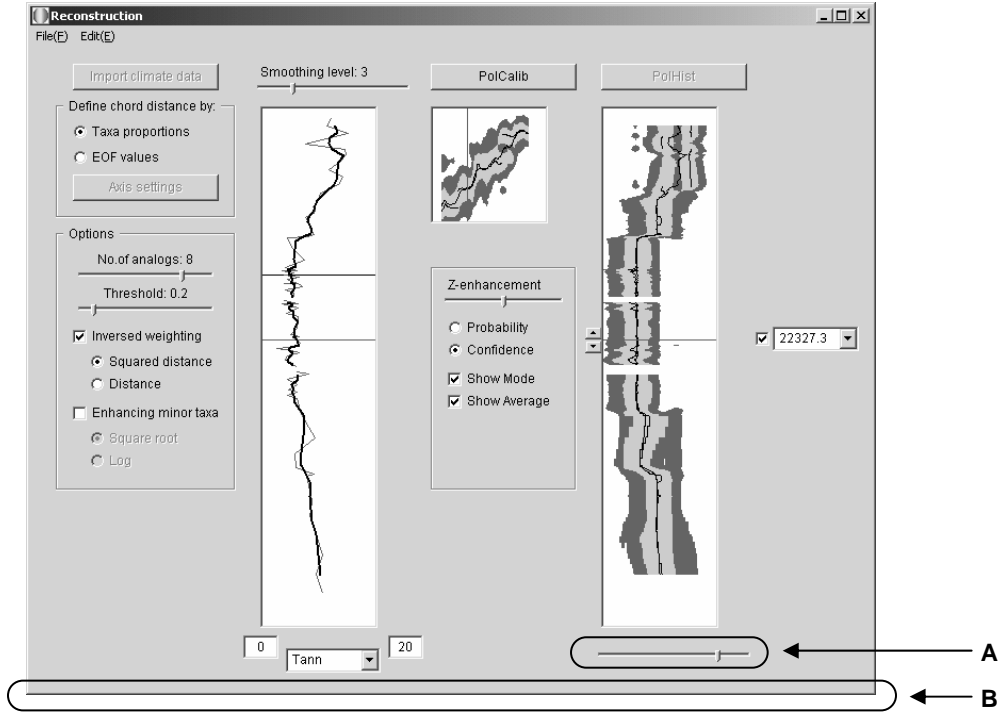 Reconstruction
File(F) Edit(E)
Import climate data
Smoothing level: 3
PolCalib
PolHist
Define chord distance by:
Taxa proportions
EOF values
Axis settings
Options
No.of analogs: 8
Threshold: 0.2
Inversed weighting
Squared distance
Distance
Enhancing minor taxa
Square root
Log
Z-enhancement
Probability
Confidence
Show Mode
Show Average
22327.3
0
Tann
20
A
B